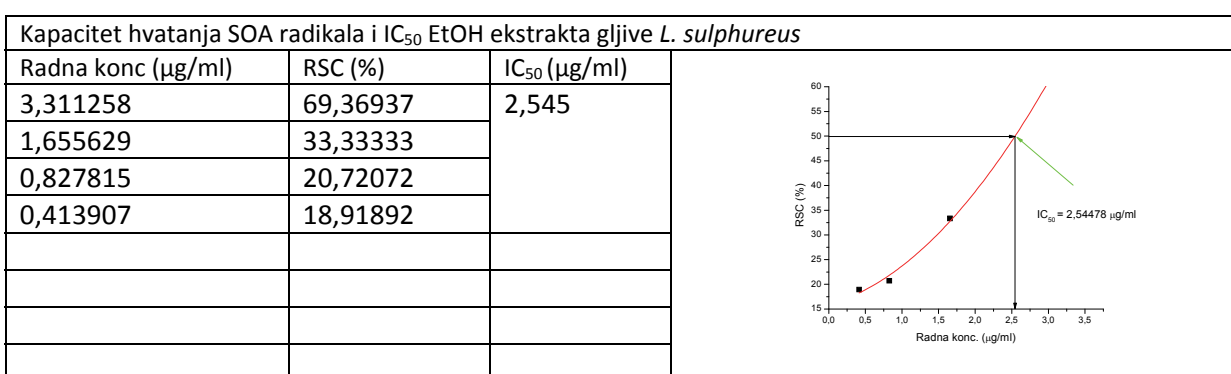 Kapacitet hvatanja SOA radikala i IC50 EtOH ekstrakta gljive L. sulphureus
Radna konc (µg/ml) RSC (%) IC50 (µg/ml)
3,311258 69,36937 2,545
1,655629 33,33333
0,827815 20,72072
0,413907 18,91892
60
55
50
45
40
35
30
25
20
15
RSC (%)
IC50 = 2,54478 µg/ml
0,0 0,5 1,0 1,5 2,0 2,5 3,0 3,5
Radna konc. (µg/ml)